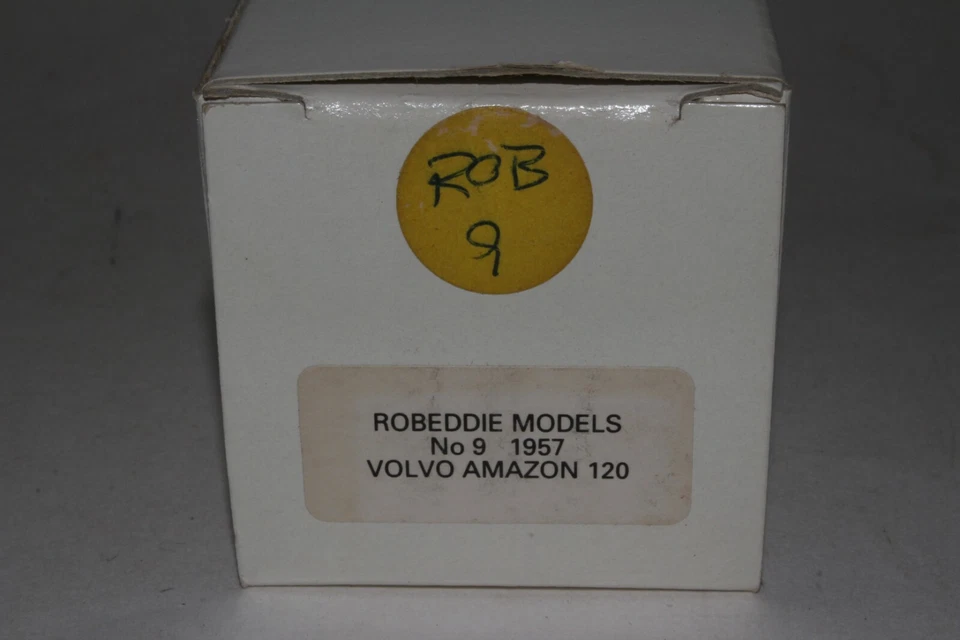 ROB
9
ROBEDDIE MODELS
No 9 1957
VOLVO AMAZON 120